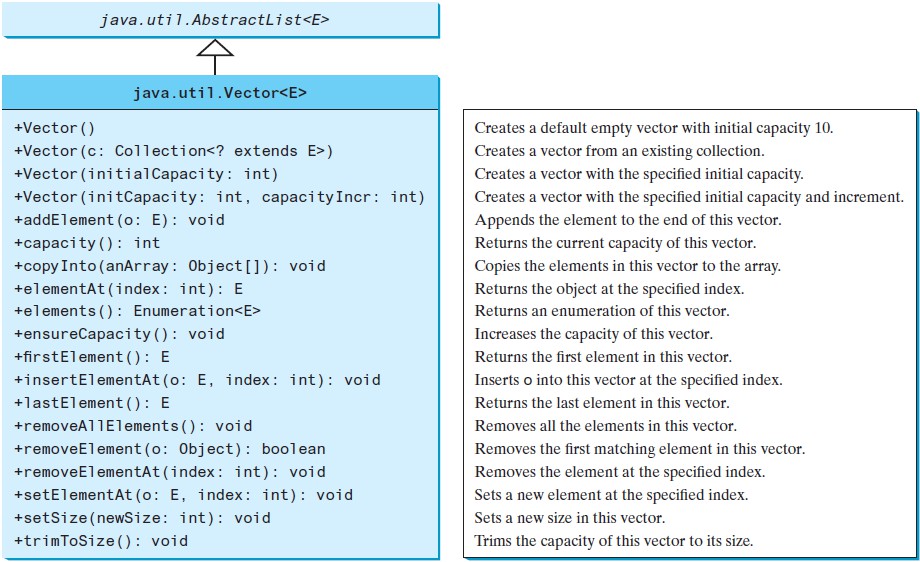 java.util.AbstractList<E>
java.util.Vector<E>
+Vector()
Creates a default empty vector with initial capacity 10.
+Vector(c: Collection<? extends E>)
Creates a vector from an existing collection.
+Vector(initialCapacity: int)
Creates a vector with the specified initial capacity.
+Vector(initCapacity: int, capacityIncr: int)
Creates a vector with the specified initial capacity and increment.
+addElement(o: E): void
Appends the element to the end of this vector.
+capacity(): int
Returns the current capacity of this vector.
+copyInto(anArray: Object[]): void
Copies the elements in this vector to the array.
+elementAt(index: int): E
Returns the object at the specified index.
+elements(): Enumeration<E>
Returns an enumeration of this vector.
+ensureCapacity(): void
Increases the capacity of this vector.
+firstElement(): E
Returns the first element in this vector.
+insertElementAt(o: E, index: int): void
Inserts o into this vector at the specified index.
+lastElement(): E
Returns the last element in this vector.
+removeAllElements(): void
Removes all the elements in this vector.
+removeElement(o: Object): boolean
Removes the first matching element in this vector.
+removeElementAt(index: int): void
Removes the element at the specified index.
+setElementAt(o: E, index: int): void
Sets a new element at the specified index.
+setSize(newSize: int): void
Sets a new size in this vector.
+trimToSize(): void
Trims the capacity of this vector to its size.